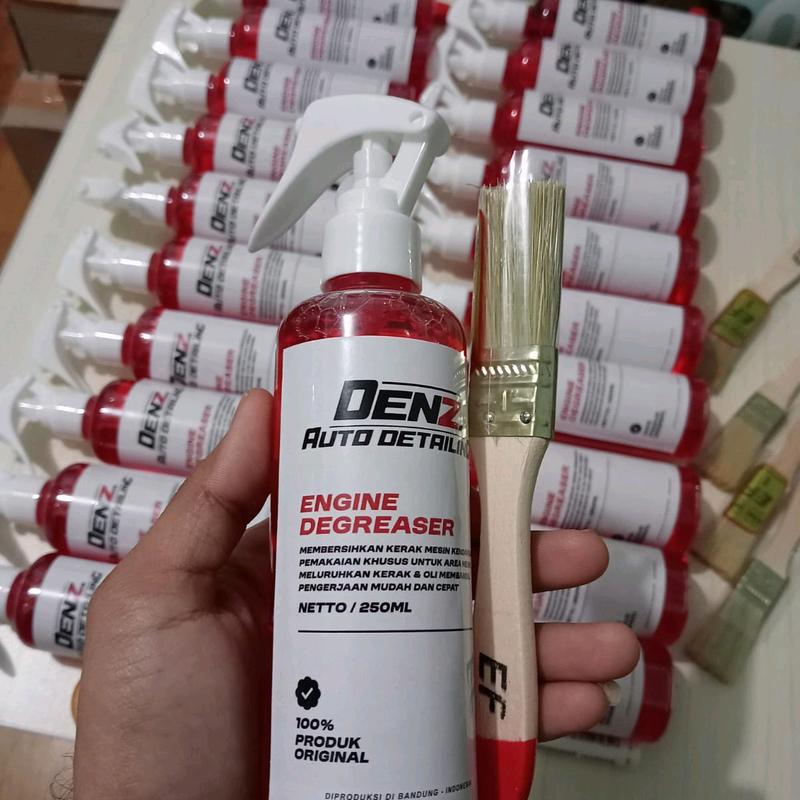 DENZ
AUTO DETAILING
ENGINE
DEGREASER
MEMBERSIHKAN KERAK MESIN
PEMAKAIAN KHUSUS UNTUK AREA
MELURUHKAN KERAK & OLI
PENGERJAAN MUDAH DAN CEPAT
NETTO / 250ML
100%
PRODUK
ORIGINAL
DIPRODUKSI DI BANDUNG - INDONESIA
EF